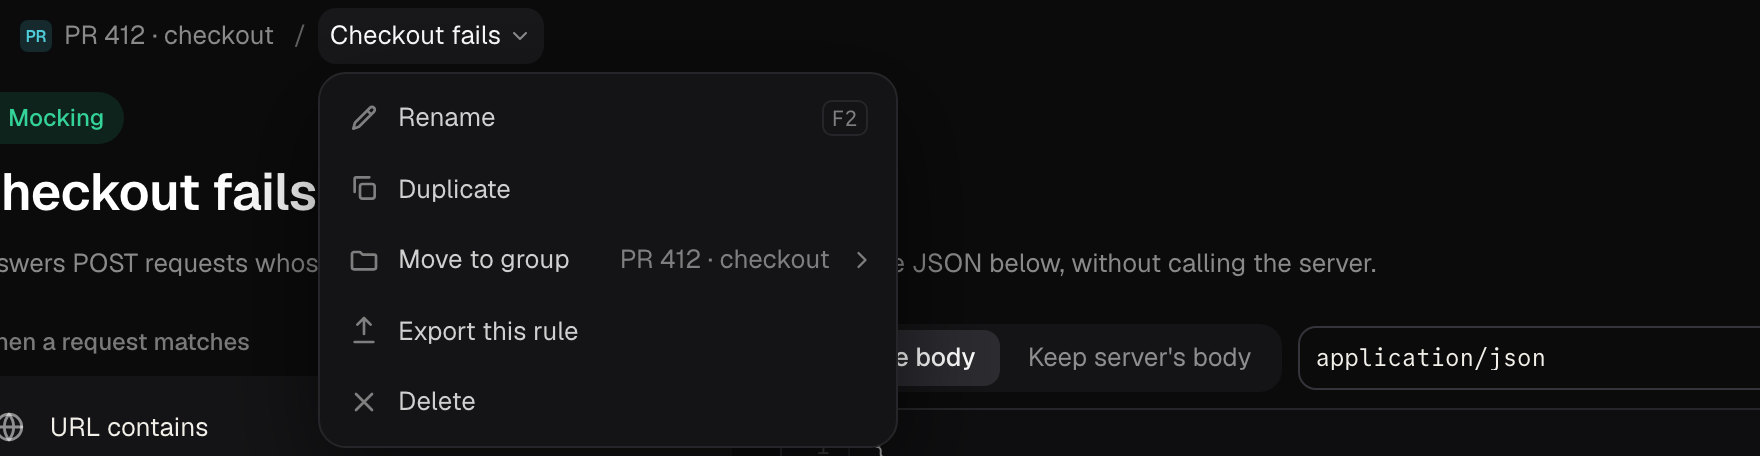 PR PR 412 · checkout / Checkout fails
Mocking
Rename F2
heckout fails
Duplicate
swers POST requests whos
Move to group PR 412 · checkout
JSON below, without calling the server.
Export this rule
en a request matches
body Keep server's body application/json
Delete
URL contains